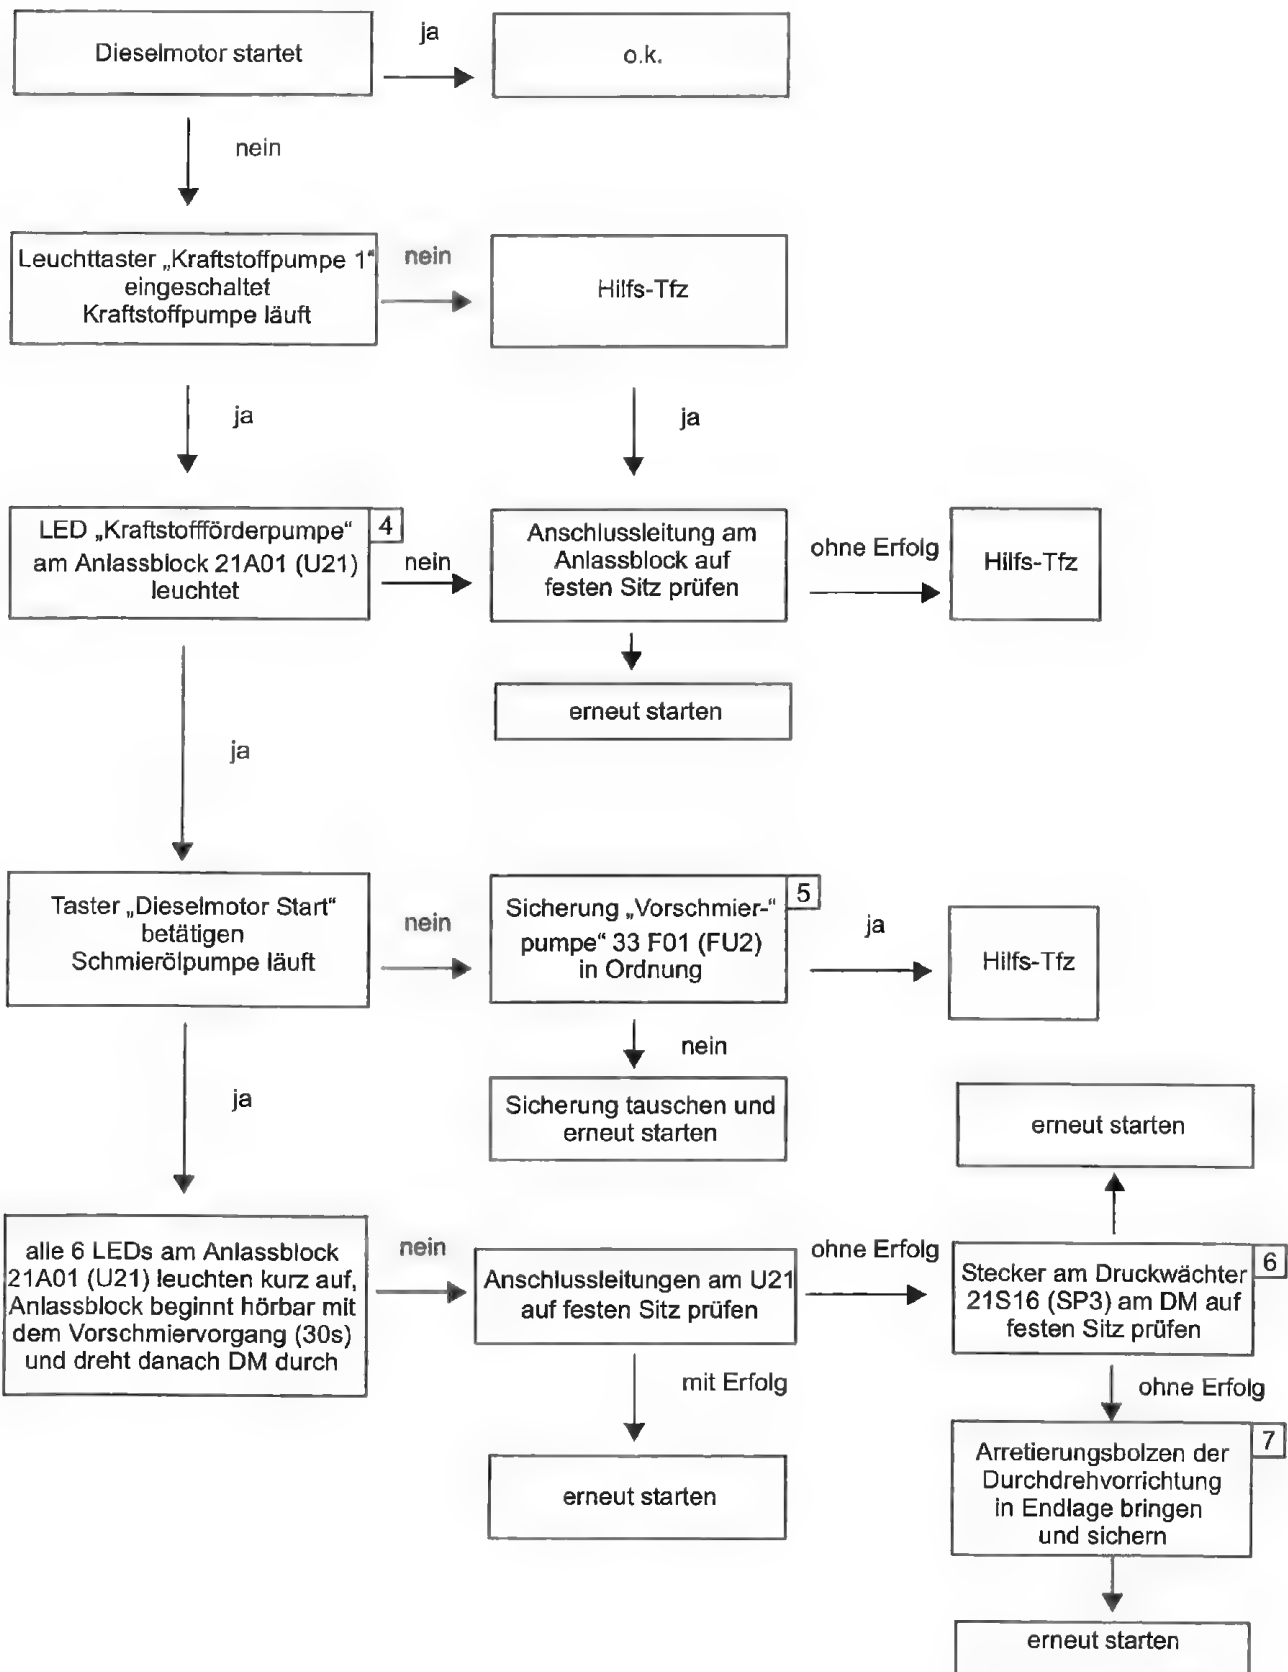 Dieselmotor startet
ja
o.k.
nein
Leuchttaster „Kraftstoffpumpe 1“
eingeschaltet
Kraftstoffpumpe läuft
nein
Hilfs-Tfz
ja
ja
LED „Kraftstoffförderpumpe“
am Anlassblock 21A01 (U21)
leuchtet
4
nein
Anschlussleitung am
Anlassblock auf
festen Sitz prüfen
ohne Erfolg
Hilfs-Tfz
erneut starten
ja
Taster „Dieselmotor Start“
betätigen
Schmierölpumpe läuft
nein
Sicherung „Vorschmier-“
pumpe“ 33 F01 (FU2)
in Ordnung
5
ja
Hilfs-Tfz
nein
Sicherung tauschen und
erneut starten
ja
erneut starten
alle 6 LEDs am Anlassblock
21A01 (U21) leuchten kurz auf,
Anlassblock beginnt hörbar mit
dem Vorschmiervorgang (30s)
und dreht danach DM durch
nein
Anschlussleitungen am U21
auf festen Sitz prüfen
ohne Erfolg
Stecker am Druckwächter
21S16 (SP3) am DM auf
festen Sitz prüfen
6
mit Erfolg
ohne Erfolg
erneut starten
Arretierungsbolzen der
Durchdrehvorrichtung
in Endlage bringen
und sichern
7
erneut starten